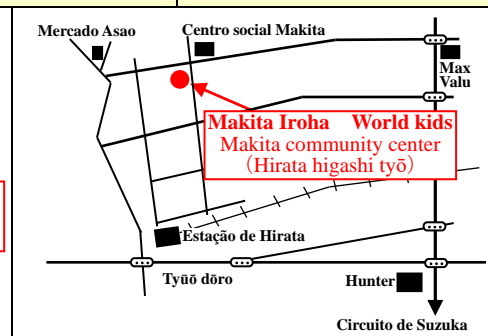 Mercado Asao
Centro social Makita
Max
Valu
Makita Iroha World kids
Makita community center
(Hirata higashi tyō)
Estação de Hirata
Tyūō dōro
Hunter
Circuito de Suzuka